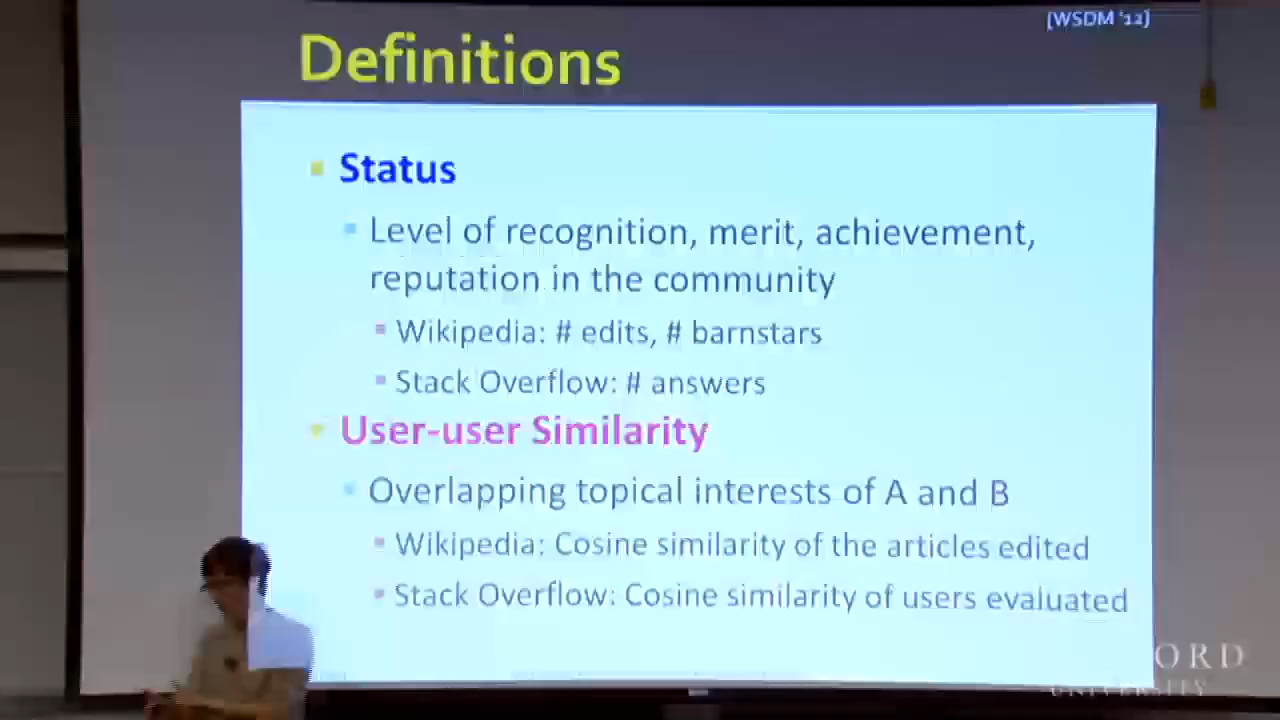 [WSDM '12]
Definitions
Status
Level of recognition, merit, achievement,
reputation in the community
Wikipedia: # edits, # barnstars
Stack Overflow: # answers
User-user Similarity
Overlapping topical interests of A and B
Wikipedia: Cosine similarity of the articles edited
Stack Overflow: Cosine similarity of users evaluated
ORD
UNIVERSITY